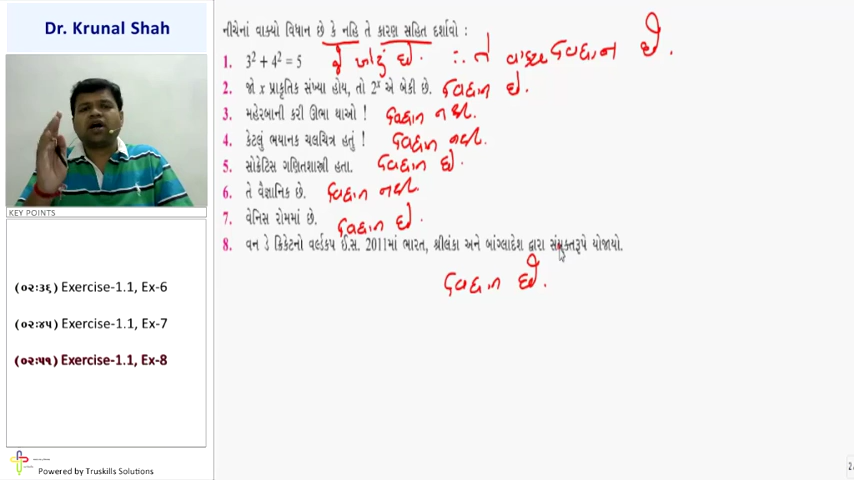 Dr. Krunal Shah
નીચેનાં વાક્યો વિધાન છે કે નહિ તે કારણ સહિત દર્શાવો :
1. 3² + 4² = 5 જે ખોટું છે. ∴ તે વાક્ય વિધાન છે.
2. જો x પ્રાકૃતિક સંખ્યા હોય, તો 2ˣ એ બેકી છે. વિધાન છે.
3. મહેરબાની કરી ઊભા થાઓ ! વિધાન નથી.
4. કેટલું ભયાનક ચલચિત્ર હતું ! વિધાન નથી.
5. સોક્રેટિસ ગણિતશાસ્ત્રી હતા. વિધાન છે.
6. તે વૈજ્ઞાનિક છે. વિધાન નથી.
7. વેનિસ રોમમાં છે. વિધાન છે.
8. વન ડે ક્રિકેટનો વર્લ્ડકપ ઈ.સ. 2011માં ભારત, શ્રીલંકા અને બાંગ્લાદેશ દ્વારા સંયુક્તરૂપે યોજાયો.
વિધાન છે.
KEY POINTS
(૦૨:૩૬) Exercise-1.1, Ex-6
(૦૨:૪૫) Exercise-1.1, Ex-7
(૦૨:૫૧) Exercise-1.1, Ex-8
Powered by Truskills Solutions